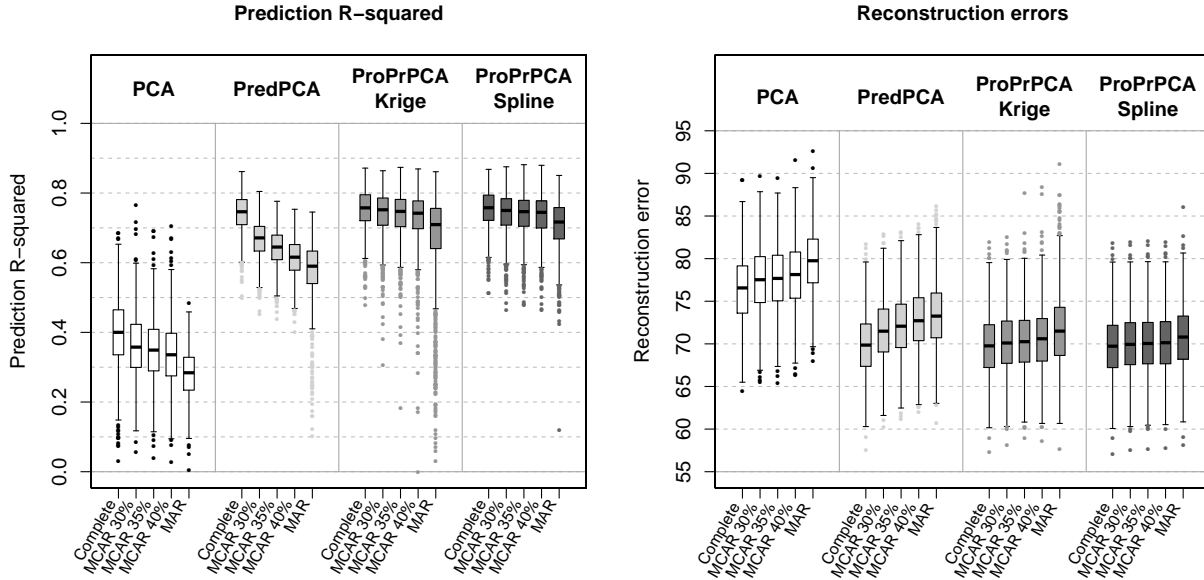 Prediction R−squared
PCA
PredPCA
ProPrPCA
Krige
ProPrPCA
Spline
Prediction R−squared
1.0
0.8
0.6
0.4
0.2
0.0
Complete
MCAR 30%
MCAR 35%
MCAR 40%
MAR
Complete
MCAR 30%
MCAR 35%
MCAR 40%
MAR
Complete
MCAR 30%
MCAR 35%
MCAR 40%
MAR
Complete
MCAR 30%
MCAR 35%
MCAR 40%
MAR
Reconstruction errors
PCA
PredPCA
ProPrPCA
Krige
ProPrPCA
Spline
Reconstruction error
95
90
85
80
75
70
65
60
55
Complete
MCAR 30%
MCAR 35%
MCAR 40%
MAR
Complete
MCAR 30%
MCAR 35%
MCAR 40%
MAR
Complete
MCAR 30%
MCAR 35%
MCAR 40%
MAR
Complete
MCAR 30%
MCAR 35%
MCAR 40%
MAR